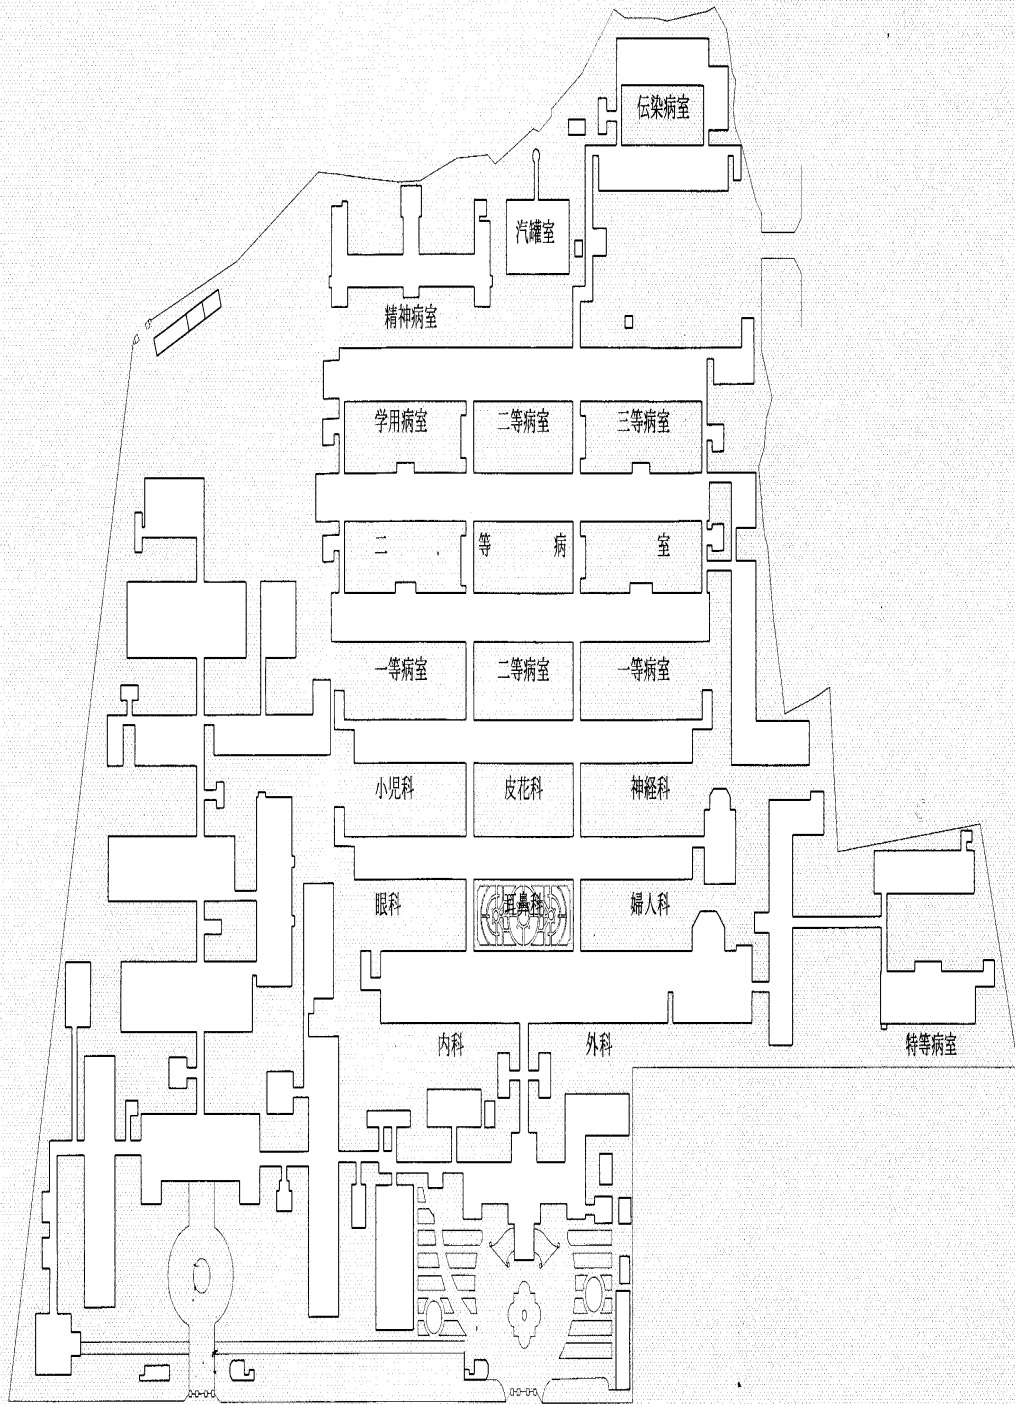 伝染病室
汽罐室
精神病室
学用病室 二等病室 三等病室
二等病室
一等病室 二等病室 一等病室
小児科 皮花科 神経科
眼科 耳鼻科 婦人科
内科 外科 特等病室